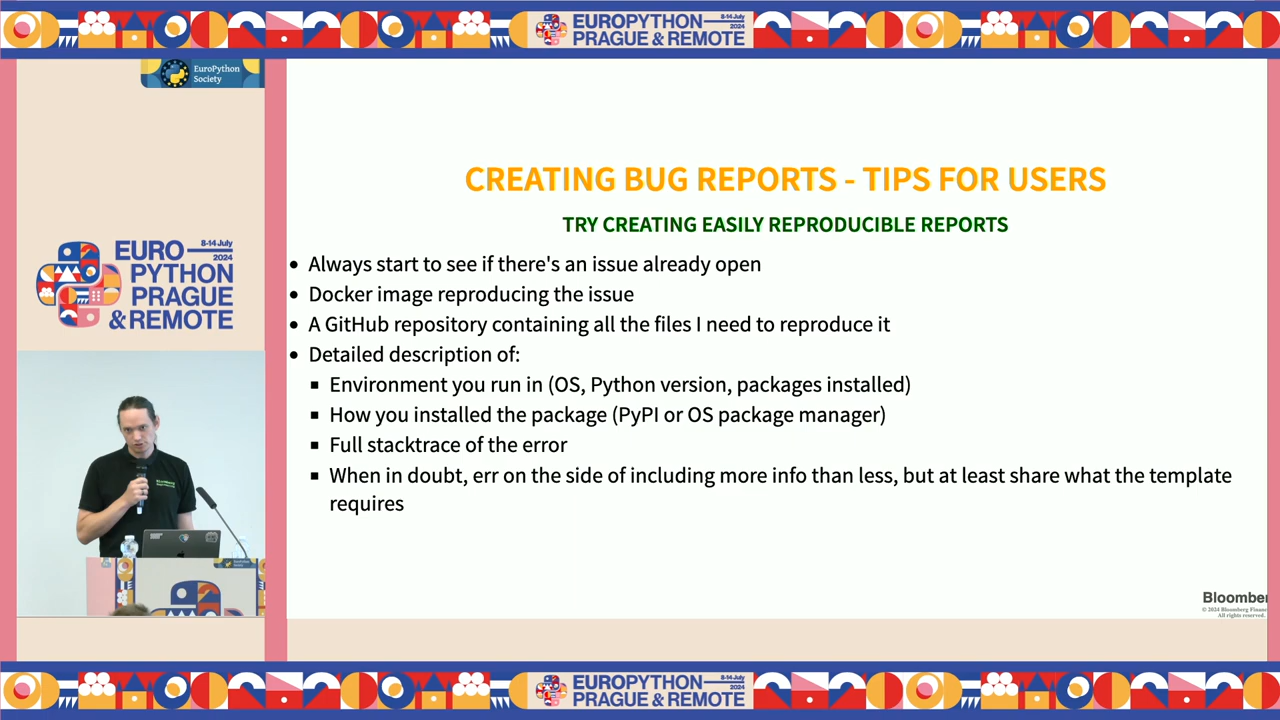 EUROPYTHON
8-14 July
2024
PRAGUE & REMOTE
EuroPython
Society
EURO
8-14 July
2024
PYTHON
PRAGUE
& REMOTE
CREATING BUG REPORTS - TIPS FOR USERS
TRY CREATING EASILY REPRODUCIBLE REPORTS
Always start to see if there's an issue already open
Docker image reproducing the issue
A GitHub repository containing all the files I need to reproduce it
Detailed description of:
Environment you run in (OS, Python version, packages installed)
How you installed the package (PyPI or OS package manager)
Full stacktrace of the error
When in doubt, err on the side of including more info than less, but at least share what the template
requires
Bloomber
© 2024 Bloomberg Financ
All rights reserved.
EUROPYTHON
8-14 July
2024
PRAGUE & REMOTE